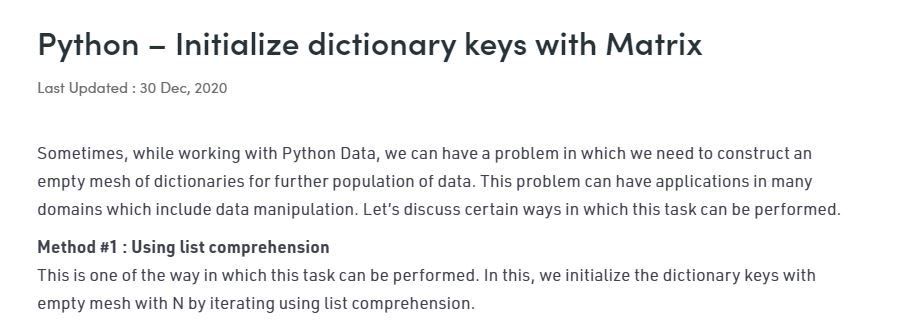 Python – Initialize dictionary keys with Matrix
Last Updated : 30 Dec, 2020
Sometimes, while working with Python Data, we can have a problem in which we need to construct an
empty mesh of dictionaries for further population of data. This problem can have applications in many
domains which include data manipulation. Let's discuss certain ways in which this task can be performed.
Method #1 : Using list comprehension
This is one of the way in which this task can be performed. In this, we initialize the dictionary keys with
empty mesh with N by iterating using list comprehension.